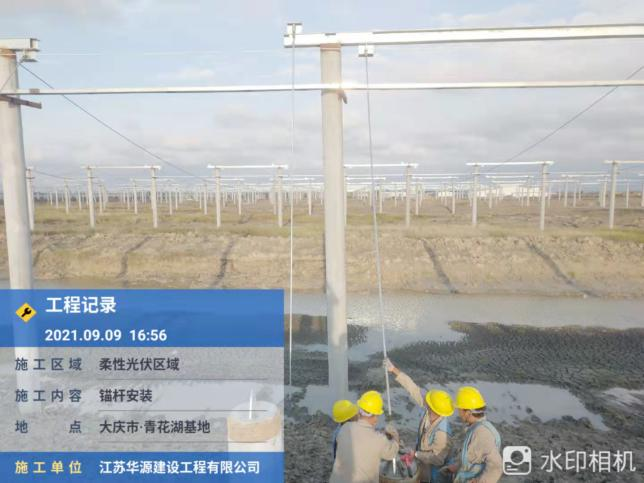 工程记录
2021.09.09 16:56
施工区域 柔性光伏区域
施工内容 锚杆安装
地点 大庆市·青花湖基地
施工单位 江苏华源建设工程有限公司
水印相机